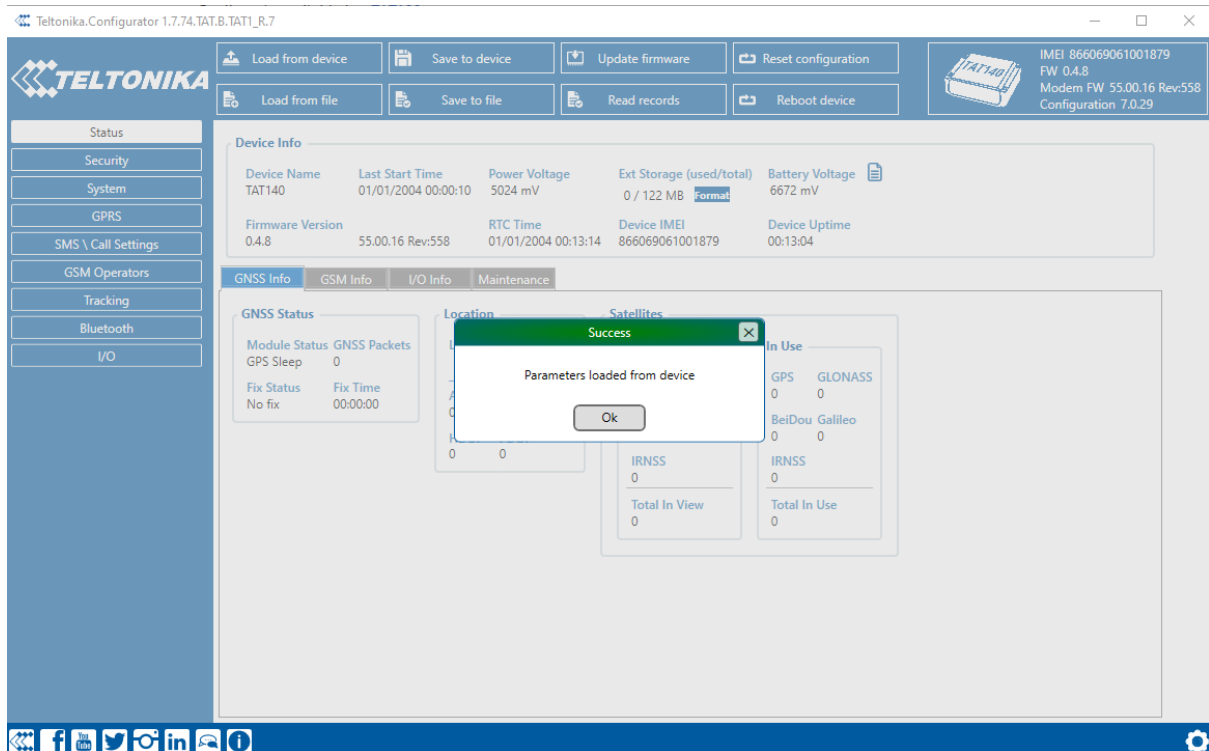 Teltonika.Configurator 1.7.74.TAT.B.TAT1_R.7
TELTONIKA
Load from device
Save to device
Update firmware
Reset configuration
Load from file
Save to file
Read records
Reboot device
TAT140
IMEI 866069061001879
FW 0.4.8
Modem FW 55.00.16 Rev:558
Configuration 7.0.29
Status
Security
System
GPRS
SMS \ Call Settings
GSM Operators
Tracking
Bluetooth
I/O
Device Info
Device Name Last Start Time Power Voltage Ext Storage (used/total) Battery Voltage
TAT140 01/01/2004 00:00:10 5024 mV 0 / 122 MB Format 6672 mV
Firmware Version RTC Time Device IMEI Device Uptime
0.4.8 55.00.16 Rev:558 01/01/2004 00:13:14 866069061001879 00:13:04
GNSS Info GSM Info I/O Info Maintenance
GNSS Status
Module Status GNSS Packets
GPS Sleep 0
Fix Status Fix Time
No fix 00:00:00
Location
0 0
Satellites
Success
Parameters loaded from device
Ok
IRNSS
0
Total In View
0
In Use
GPS GLONASS
0 0
BeiDou Galileo
0 0
IRNSS
0
Total In Use
0
f You Tube in i